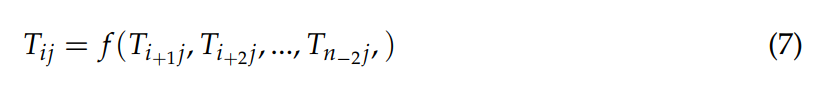 T_{ij} = f(T_{i+1j}, T_{i+2j}, ..., T_{n-2j}, ) (7)